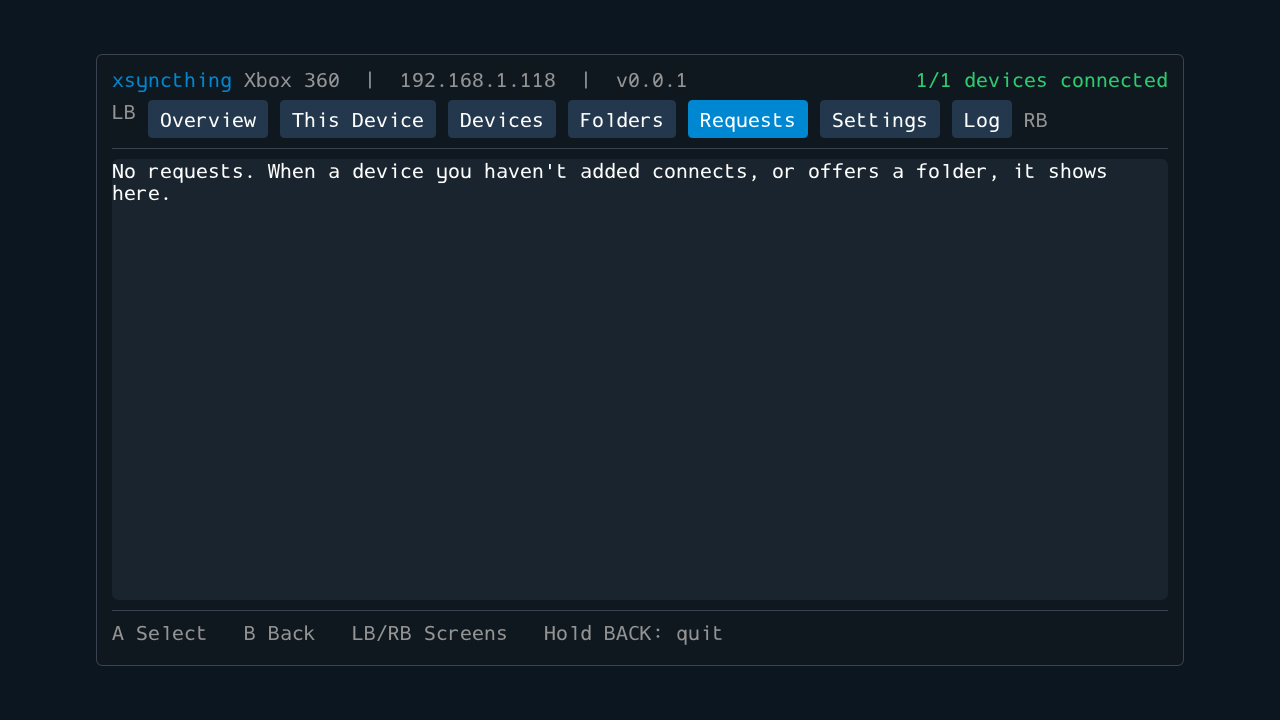 xsyncthing Xbox 360 | 192.168.1.118 | v0.0.1 1/1 devices connected
LB Overview This Device Devices Folders Requests Settings Log RB
No requests. When a device you haven't added connects, or offers a folder, it shows
here.
A Select B Back LB/RB Screens Hold BACK: quit